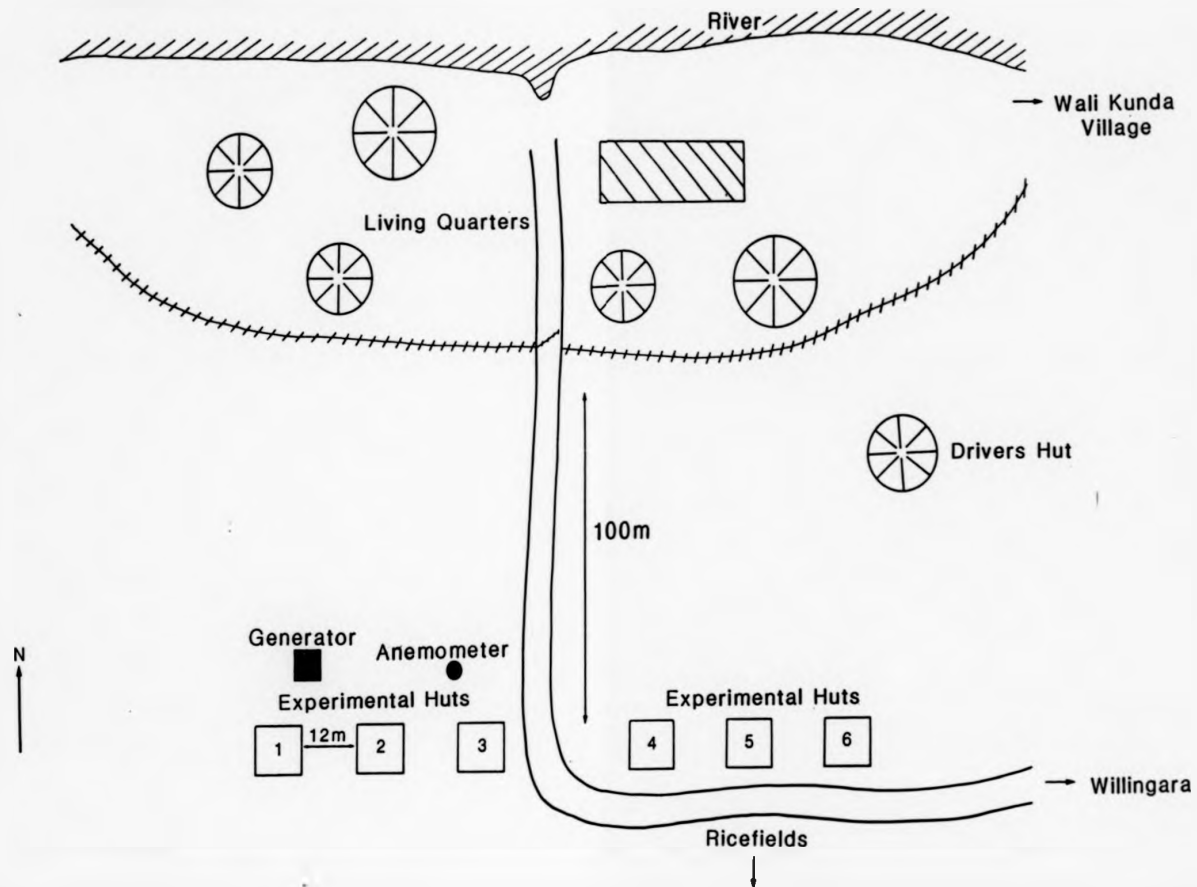 River
Wali Kunda
Village
Living Quarters
Drivers Hut
100m
Generator
Anemometer
N
Experimental Huts
Experimental Huts
1
12m
2
3
4
5
6
Willingara
Ricefields